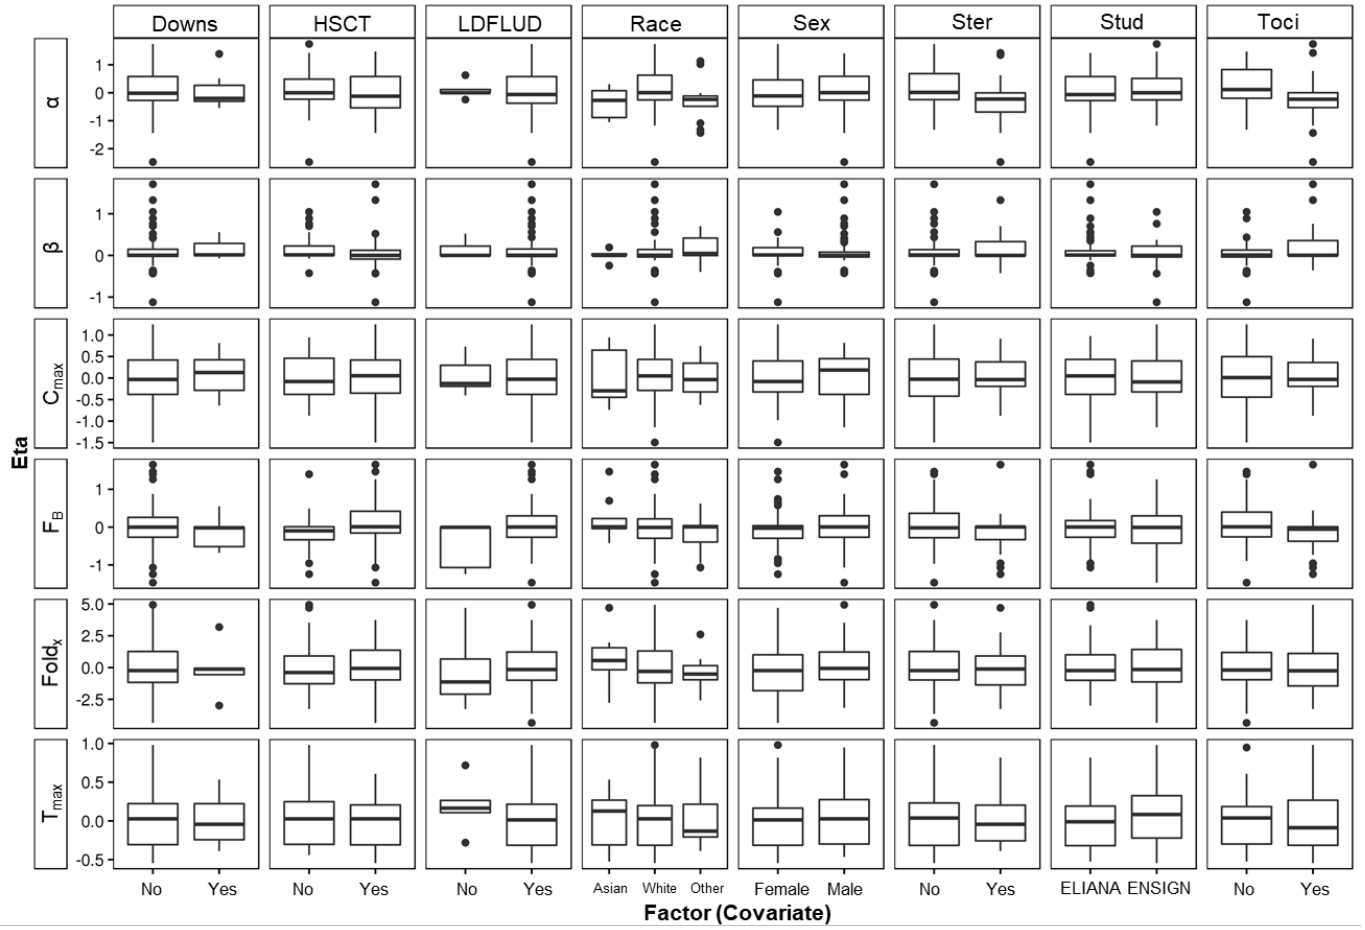 Downs HSCT LDFLUD Race Sex Ster Stud Toci
α
1
0
-1
-2
β
1
0
-1
Cmax
1.0
0.5
0.0
-0.5
-1.0
-1.5
Eta
FB
1
0
-1
Foldx
5.0
2.5
0.0
-2.5
Tmax
1.0
0.5
0.0
-0.5
No Yes No Yes No Yes Asian White Other Female Male No Yes ELIANA ENSIGN No Yes
Factor (Covariate)